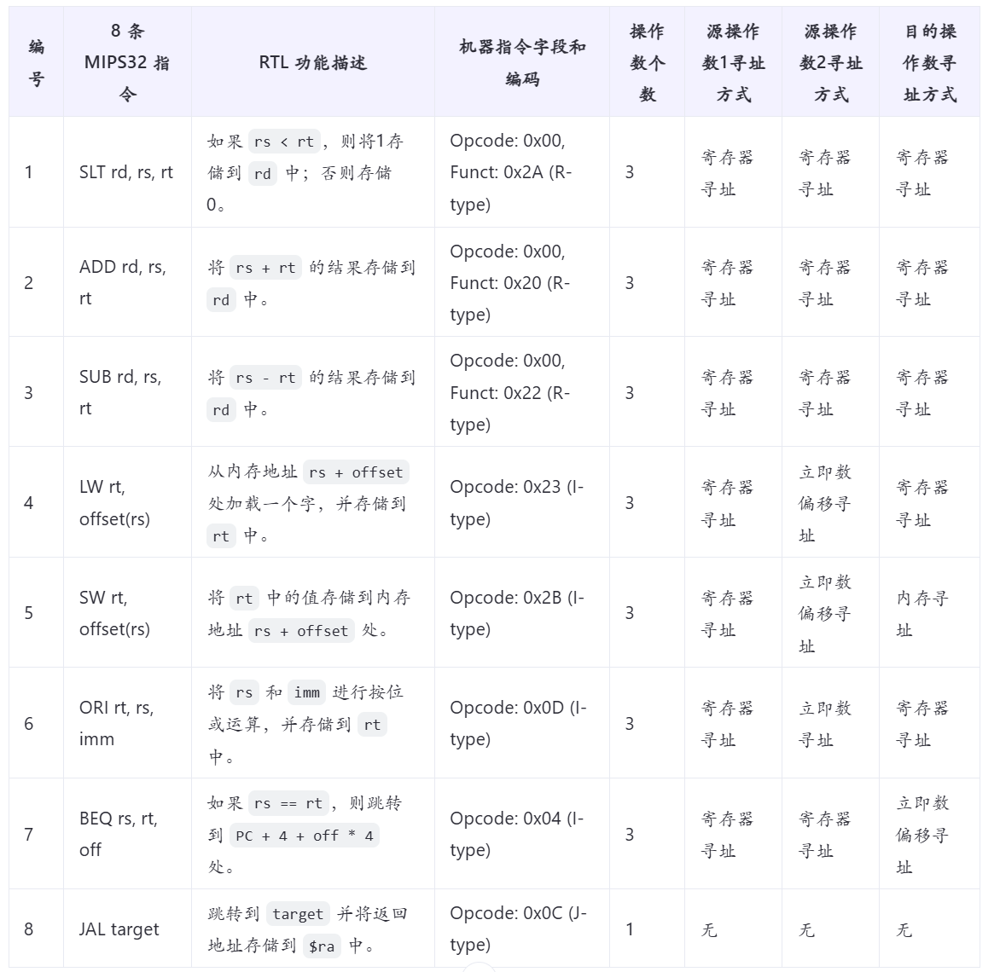 编号
8 条 MIPS32 指令
RTL 功能描述
机器指令字段和编码
操作数个数
源操作数1寻址方式
源操作数2寻址方式
目的操作数寻址方式
1
SLT rd, rs, rt
如果 rs < rt ，则将1存
储到 rd 中；否则存储
0。
Opcode: 0x00,
Funct: 0x2A (R-
type)
3
寄存器
寻址
寄存器
寻址
寄存器
寻址
2
ADD rd, rs,
rt
将 rs + rt 的结果存储到
rd 中。
Opcode: 0x00,
Funct: 0x20 (R-
type)
3
寄存器
寻址
寄存器
寻址
寄存器
寻址
3
SUB rd, rs,
rt
将 rs - rt 的结果存储到
rd 中。
Opcode: 0x00,
Funct: 0x22 (R-
type)
3
寄存器
寻址
寄存器
寻址
寄存器
寻址
4
LW rt,
offset(rs)
从内存地址 rs + offset
处加载一个字，并存储到
rt 中。
Opcode: 0x23 (I-
type)
3
寄存器
寻址
立即数
偏移寻
址
寄存器
寻址
5
SW rt,
offset(rs)
将 rt 中的值存储到内存
地址 rs + offset 处。
Opcode: 0x2B (I-
type)
3
寄存器
寻址
立即数
偏移寻
址
内存寻
址
6
ORI rt, rs,
imm
将 rs 和 imm 进行按位
或运算，并存储到 rt
中。
Opcode: 0x0D (I-
type)
3
寄存器
寻址
立即数
寻址
寄存器
寻址
7
BEQ rs, rt,
off
如果 rs == rt ，则跳转
到 PC + 4 + off * 4
处。
Opcode: 0x04 (I-
type)
3
寄存器
寻址
寄存器
寻址
立即数
偏移寻
址
8
JAL target
跳转到 target 并将返回
地址存储到 $ra 中。
Opcode: 0x0C (J-
type)
1
无
无
无